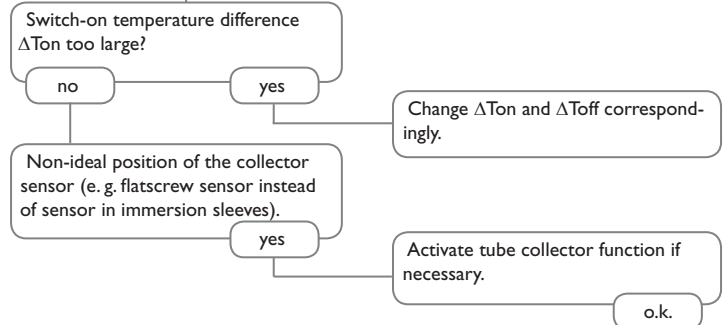 Switch-on temperature difference
ΔTon too large?
no
yes
Change ΔTon and ΔToff correspond-
ingly.
Non-ideal position of the collector
sensor (e. g. flatscrew sensor instead
of sensor in immersion sleeves).
yes
Activate tube collector function if
necessary.
o.k.